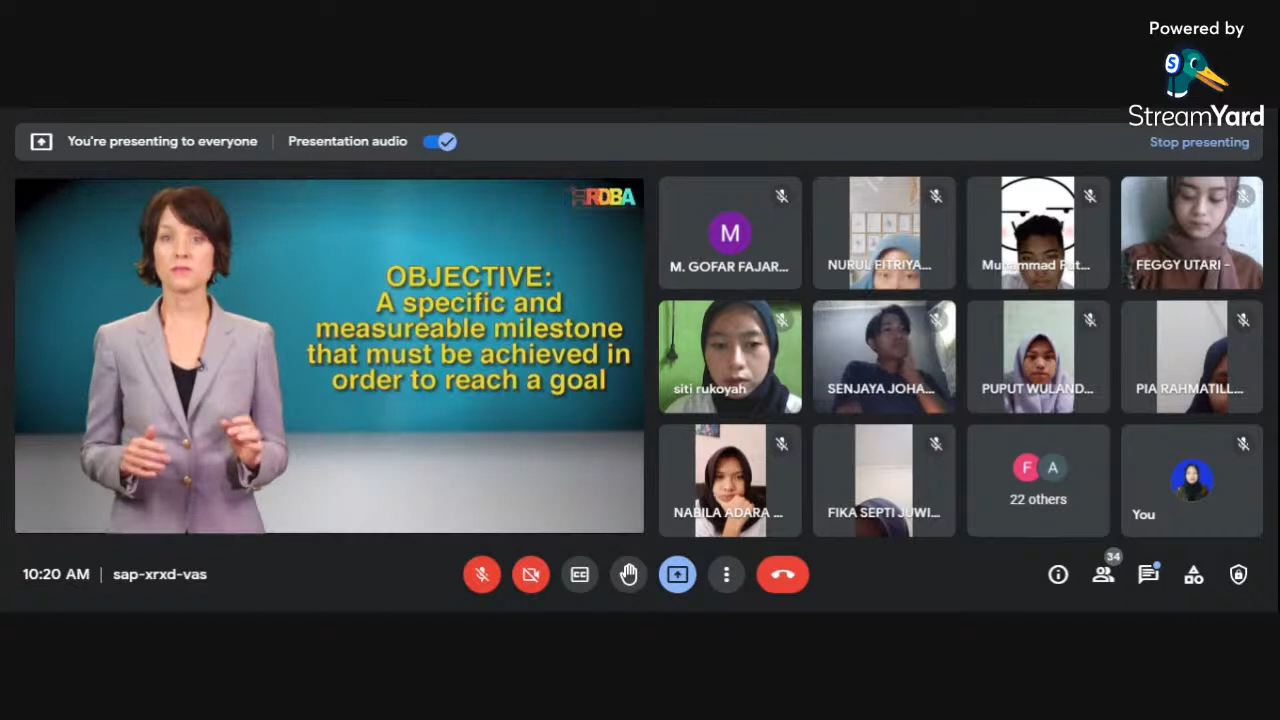 Powered by
S
StreamYard
You're presenting to everyone
Presentation audio
Stop presenting
RDBA
OBJECTIVE:
A specific and
measureable milestone
that must be achieved in
order to reach a goal
M
M. GOFAR FAJAR...
NURUL FITRIYA...
FEGGY UTARI -
siti rukoyah
SENJAYA JOHA...
PUPUT WULAND...
PIA RAHMATILL...
NABILA ADARA ...
FIKA SEPTI JUWI...
F A
22 others
You
10:20 AM | sap-xrxd-vas
CC
34